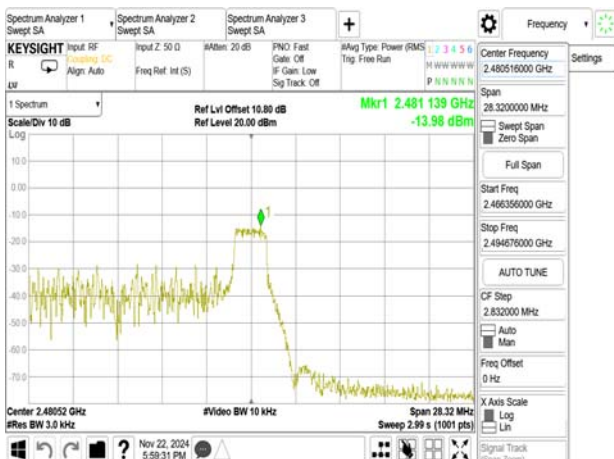 Spectrum Analyzer 1
Swept SA
Spectrum Analyzer 2
Swept SA
Spectrum Analyzer 3
Swept SA
+
Frequency
KEYSIGHT
R
Input: RF
Coupling: DC
Align: Auto
Input Z: 50 Ω
Freq Ref: Int (S)
#Atten: 20 dB
PNO: Fast
Gate: Off
IF Gain: Low
Sig Track: Off
#Avg Type: Power (RMS
Trig: Free Run
1 2 3 4 5 6
M W W W W W
P N N N N N
1 Spectrum
Scale/Div 10 dB
Ref Lvl Offset 10.80 dB
Ref Level 20.00 dBm
Mkr1 2.481 139 GHz
-13.98 dBm
Log
10.0
0.00
-10.0
-20.0
-30.0
-40.0
-50.0
-60.0
-70.0
1
Center 2.48052 GHz
#Res BW 3.0 kHz
#Video BW 10 kHz
Span 28.32 MHz
Sweep 2.99 s (1001 pts)
?
Nov 22, 2024
5:59:31 PM
Center Frequency
2.480516000 GHz
Span
28.3200000 MHz
Swept Span
Zero Span
Full Span
Start Freq
2.466356000 GHz
Stop Freq
2.494676000 GHz
AUTO TUNE
CF Step
2.832000 MHz
Auto
Man
Freq Offset
0 Hz
X Axis Scale
Log
Lin
Signal Track
Settings